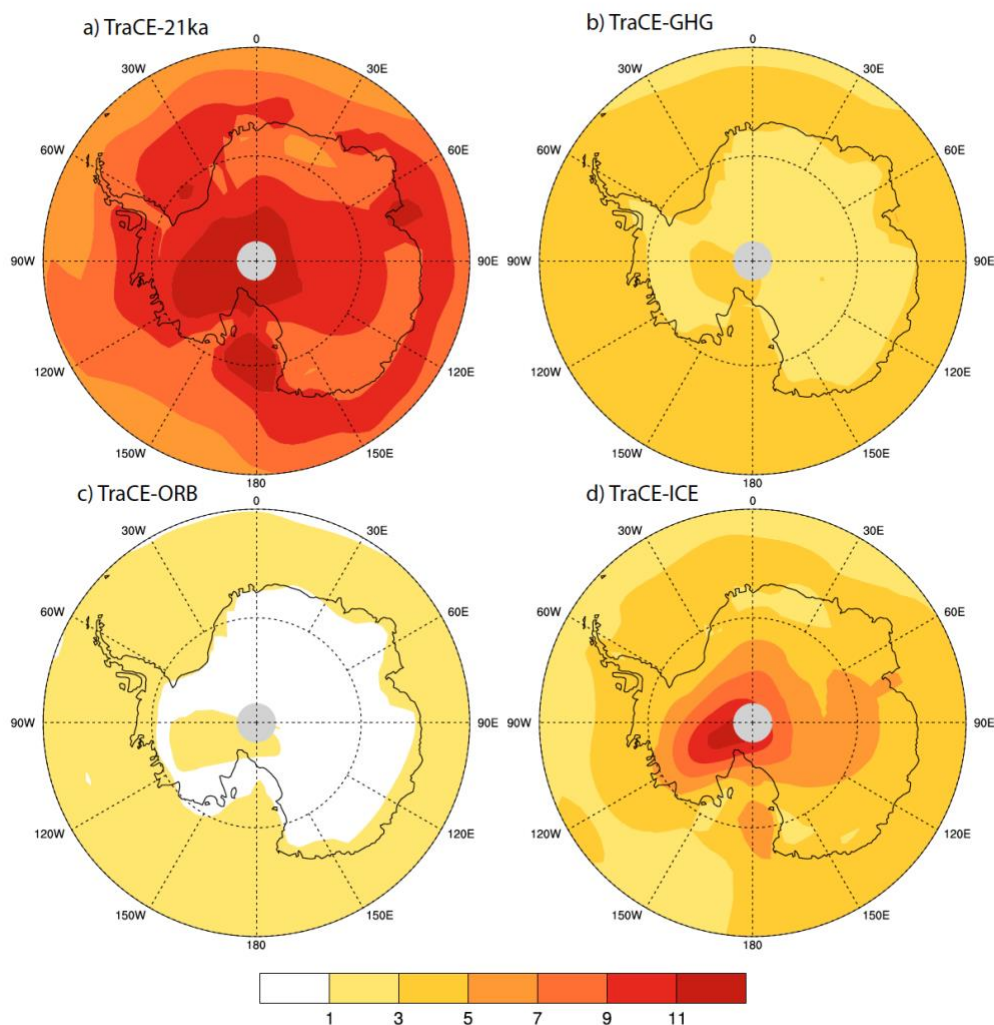 a) TraCE-21ka
0
30W
30E
60W
60E
90W
90E
120W
120E
150W
150E
180
b) TraCE-GHG
0
30W
30E
60W
60E
90W
90E
120W
120E
150W
150E
180
c) TraCE-ORB
0
30W
30E
60W
60E
90W
90E
120W
120E
150W
150E
180
d) TraCE-ICE
0
30W
30E
60W
60E
90W
90E
120W
120E
150W
150E
180
1 3 5 7 9 11